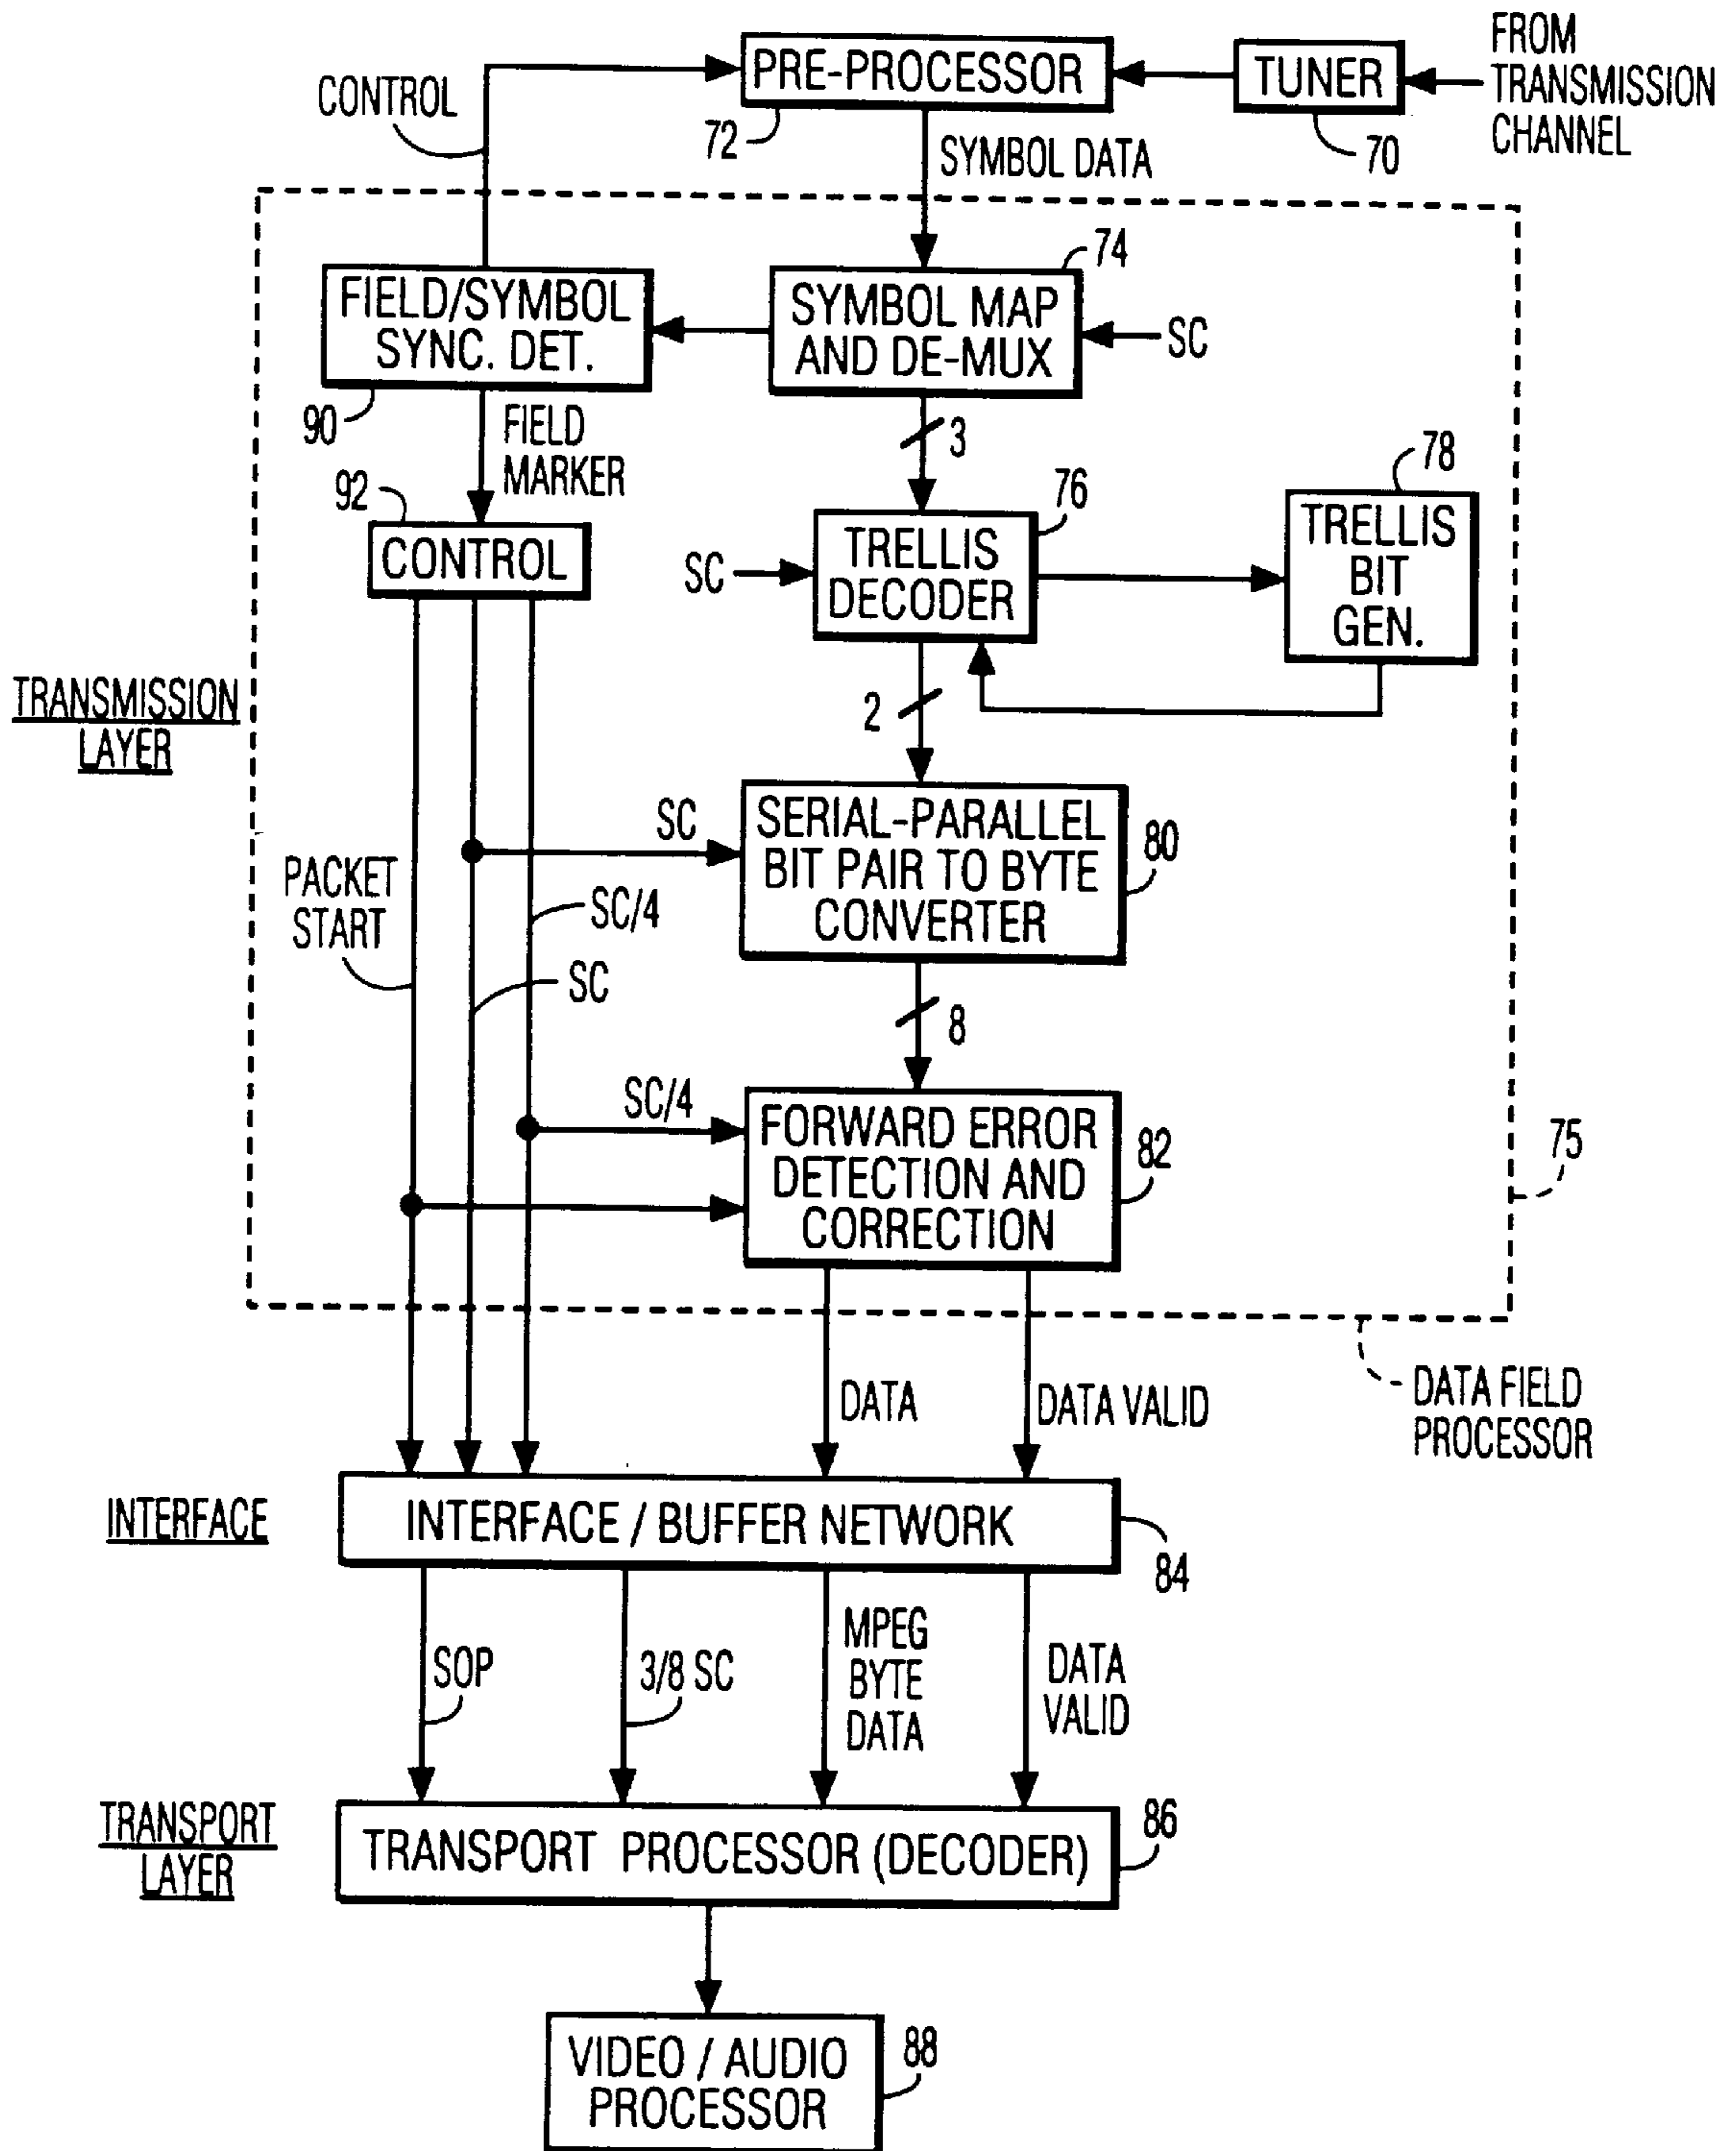 FROM
TRANSMISSION
CHANNEL
TUNER
70
PRE-PROCESSOR
72
CONTROL
SYMBOL DATA
74
SYMBOL MAP
AND DE-MUX
SC
FIELD/SYMBOL
SYNC. DET.
90
FIELD
MARKER
3
92
CONTROL
76
SC
TRELLIS
DECODER
78
TRELLIS
BIT
GEN.
TRANSMISSION
LAYER
2
SC
SERIAL-PARALLEL
BIT PAIR TO BYTE
CONVERTER
80
PACKET
START
SC/4
SC
8
SC/4
FORWARD ERROR
DETECTION AND
CORRECTION
82
75
DATA
DATA VALID
DATA FIELD
PROCESSOR
INTERFACE
INTERFACE / BUFFER NETWORK
84
SOP
3/8 SC
MPEG
BYTE
DATA
DATA
VALID
TRANSPORT
LAYER
TRANSPORT PROCESSOR (DECODER)
86
VIDEO / AUDIO
PROCESSOR
88